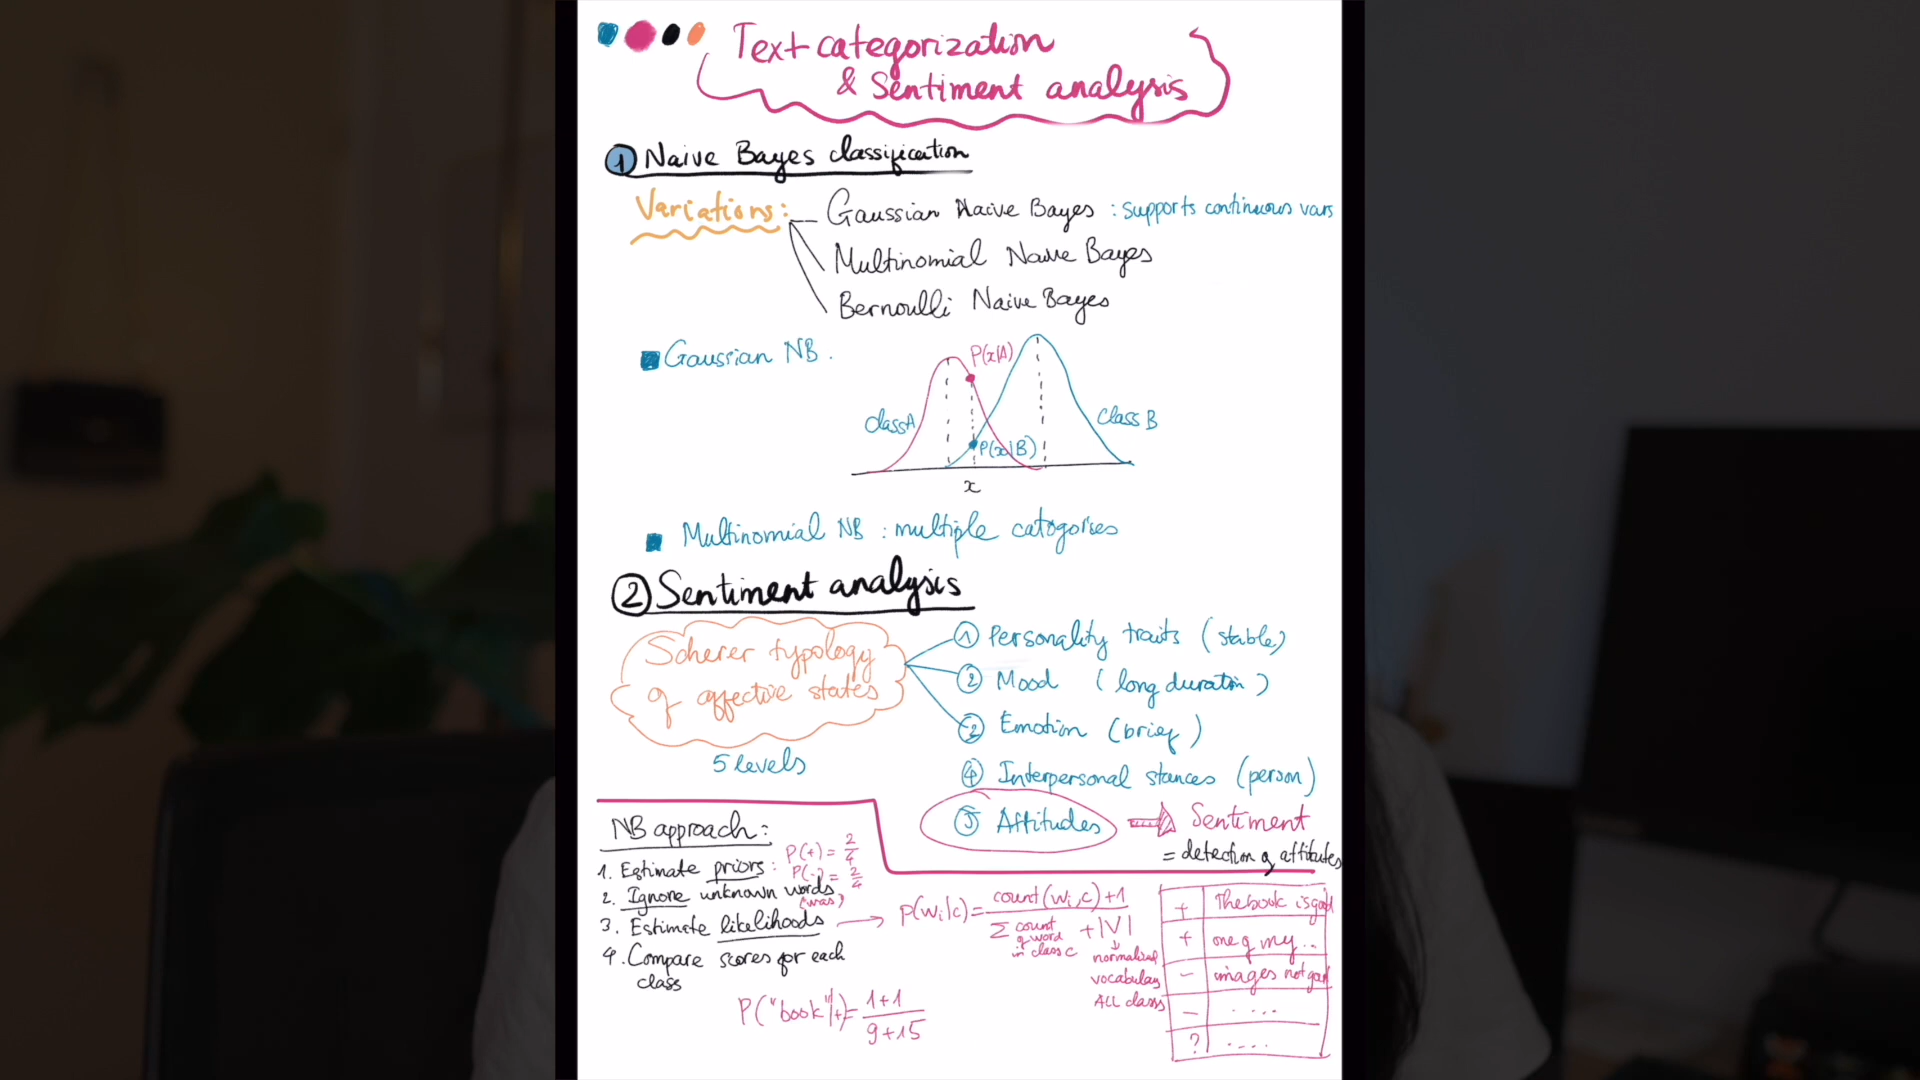 Text categorization
& Sentiment analysis
1 Naive Bayes classification
Variations: Gaussian Naive Bayes : supports continuous vars
Multinomial Naive Bayes
Bernoulli Naive Bayes
Gaussian NB.
P(x|A)
class A
Class B
P(x|B)
x
Multinomial NB : multiple catogories
2 Sentiment analysis
Scherer typology
of affective states
5 levels
1 Personality traits (stable)
2 Mood (long duration)
2 Emotion (brief)
4 Interpersonal stances (person)
5 Attitudes Sentiment
= detection of attitudes
NB approach:
1. Estimate priors: P(+) = 2/4
P(-) = 2/4
2. Ignore unknown words
(was)
3. Estimate likelihoods
4. Compare scores for each
class
P(wi|c) = count(wi,c)+1 / Σ count of word in class c + |V|
normalized
vocabulary
ALL class
P("book"|+) = 1+1 / 9+15
+ The book is good
+ one of my ..
- images not good
- ....
? ....